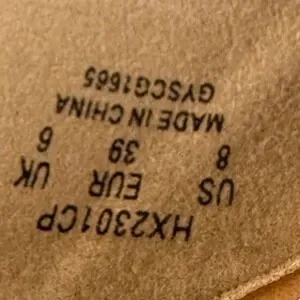 HX2301CP
US EUR UK
8 39 6
MADE IN CHINA
GYSCG1665